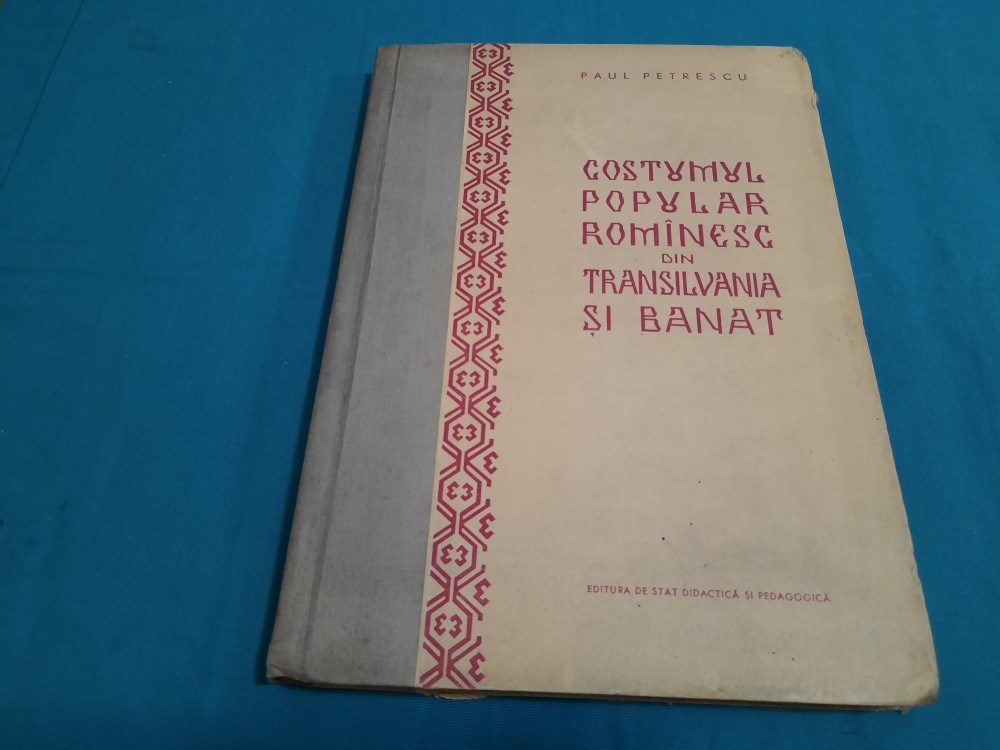 PAUL PETRESCU
COSTUMUL
POPULAR
ROMÎNESC
DIN
TRANSILVANIA
ȘI BANAT
EDITURA DE STAT DIDACTICĂ ȘI PEDAGOGICĂ